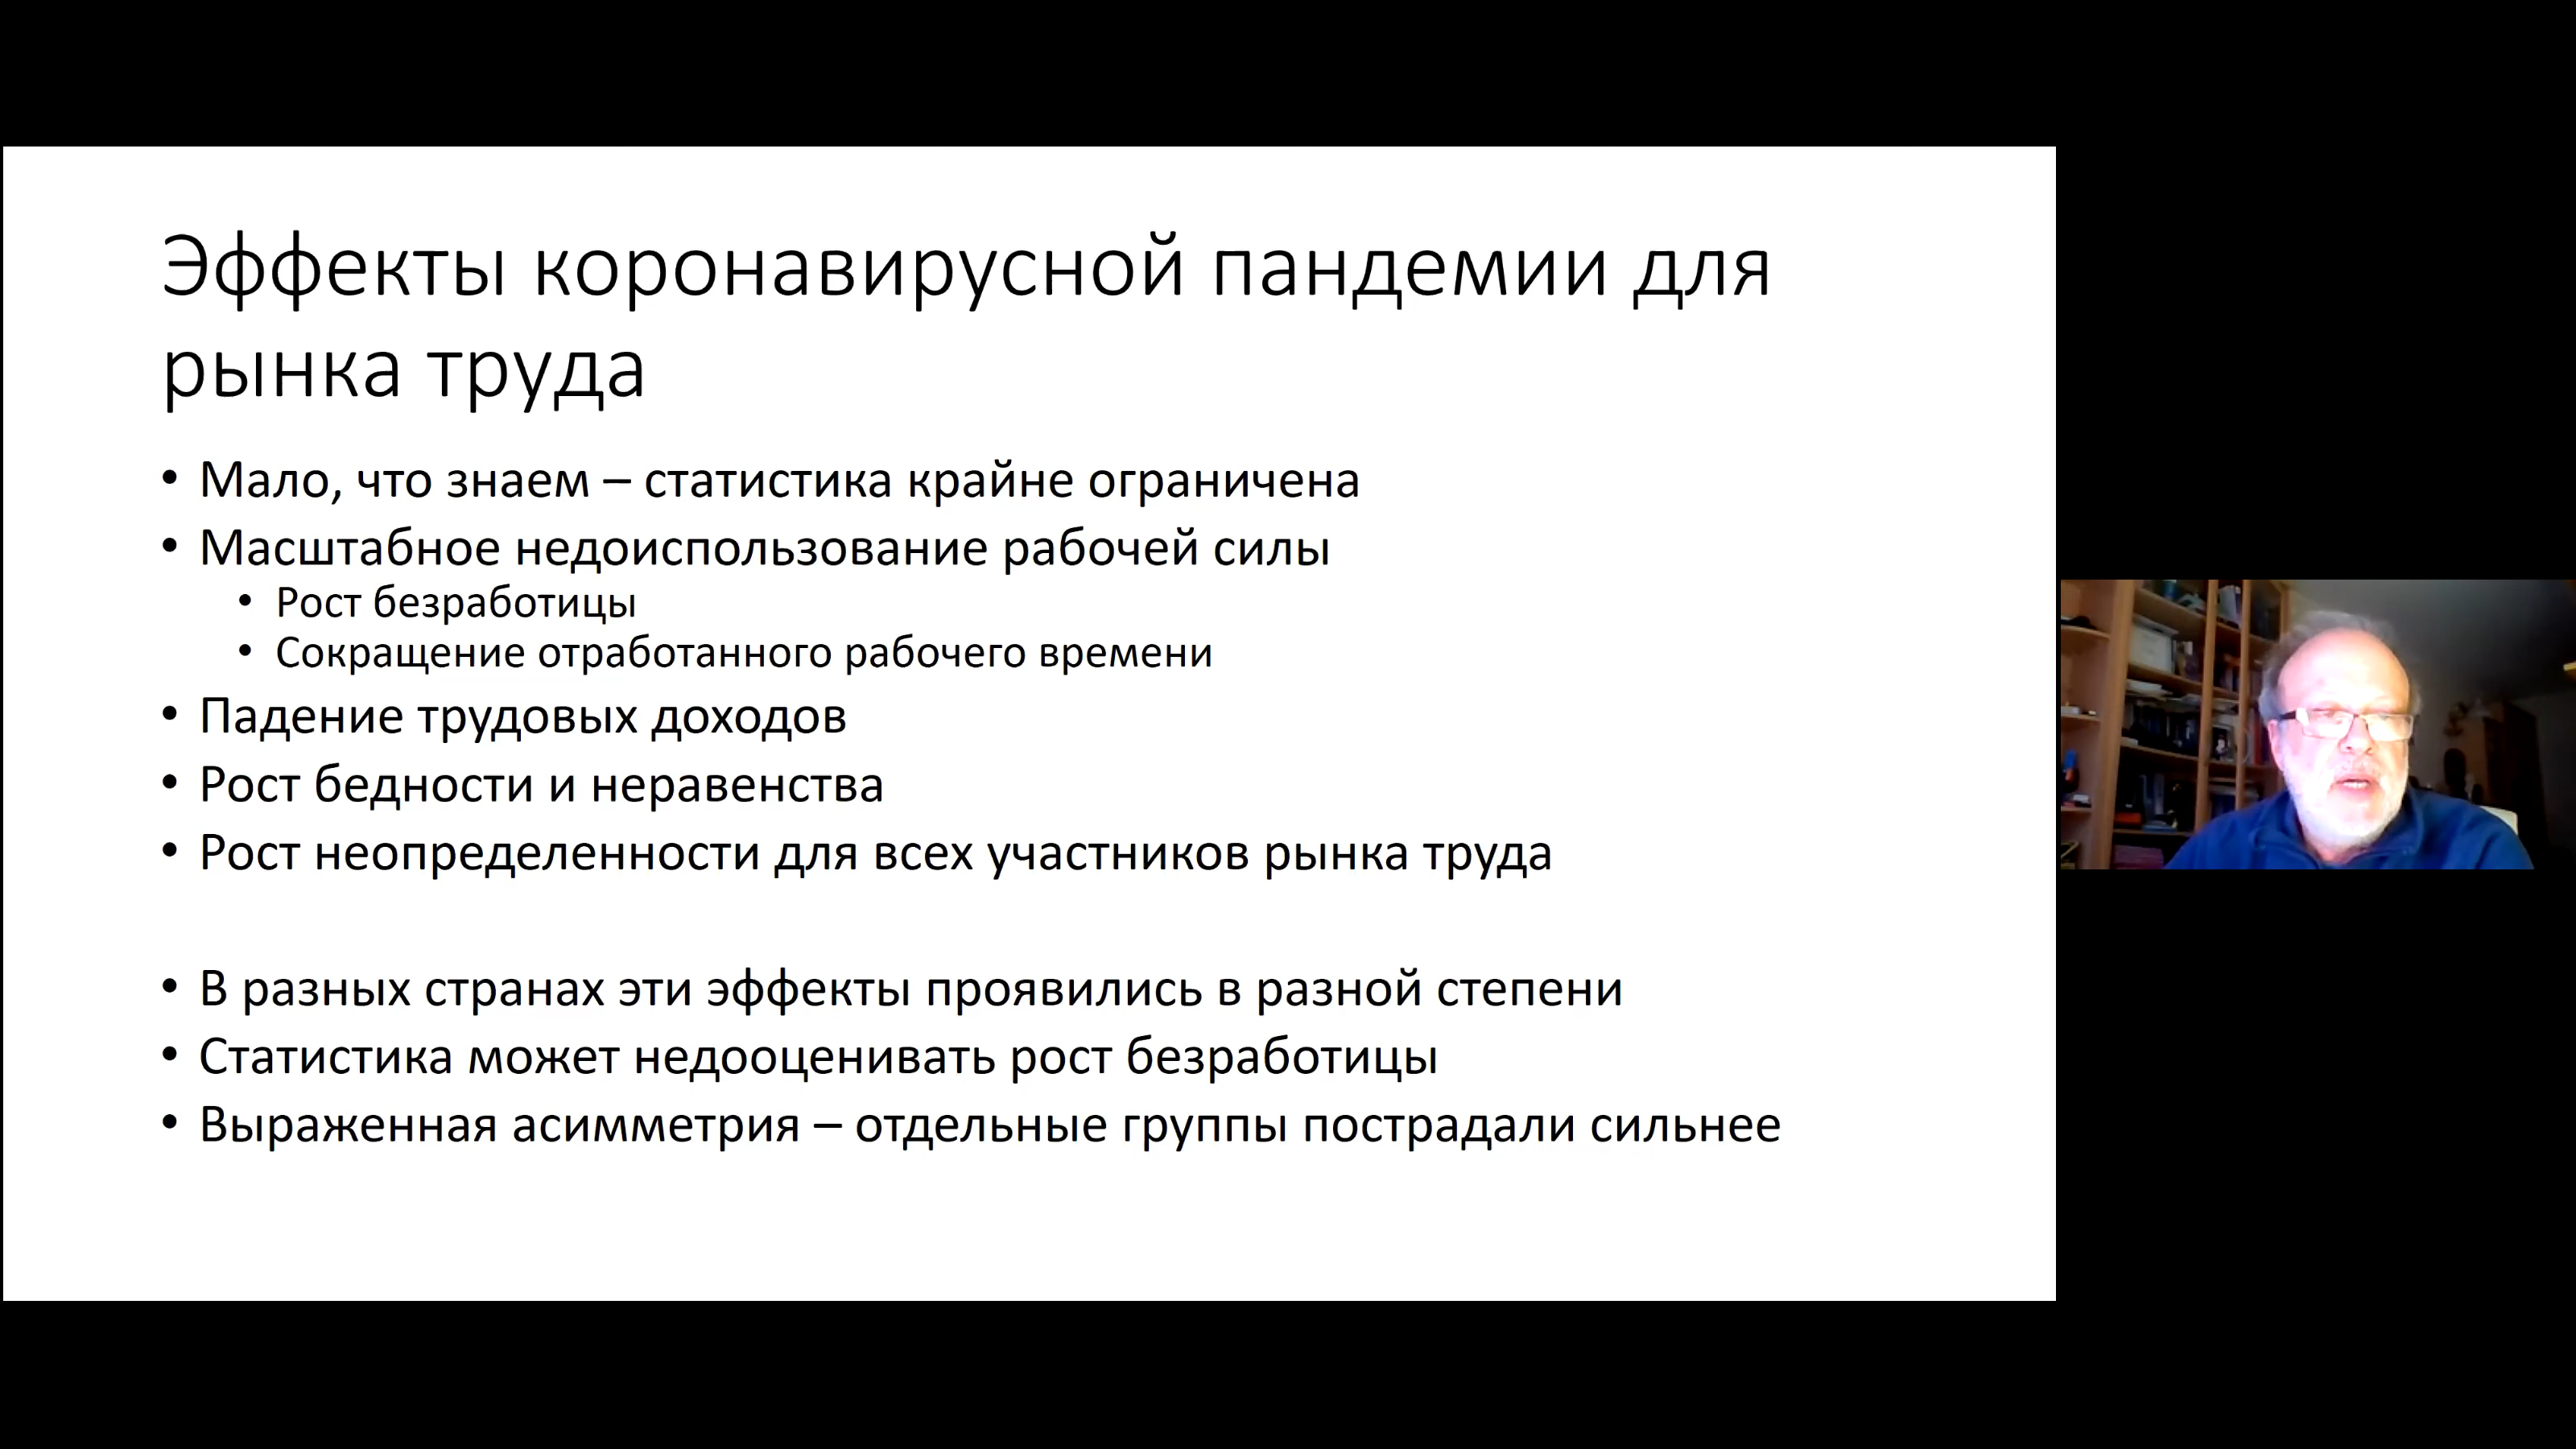 Эффекты коронавирусной пандемии для
рынка труда
• Мало, что знаем – статистика крайне ограничена
• Масштабное недоиспользование рабочей силы
• Рост безработицы
• Сокращение отработанного рабочего времени
• Падение трудовых доходов
• Рост бедности и неравенства
• Рост неопределенности для всех участников рынка труда
• В разных странах эти эффекты проявились в разной степени
• Статистика может недооценивать рост безработицы
• Выраженная асимметрия – отдельные группы пострадали сильнее